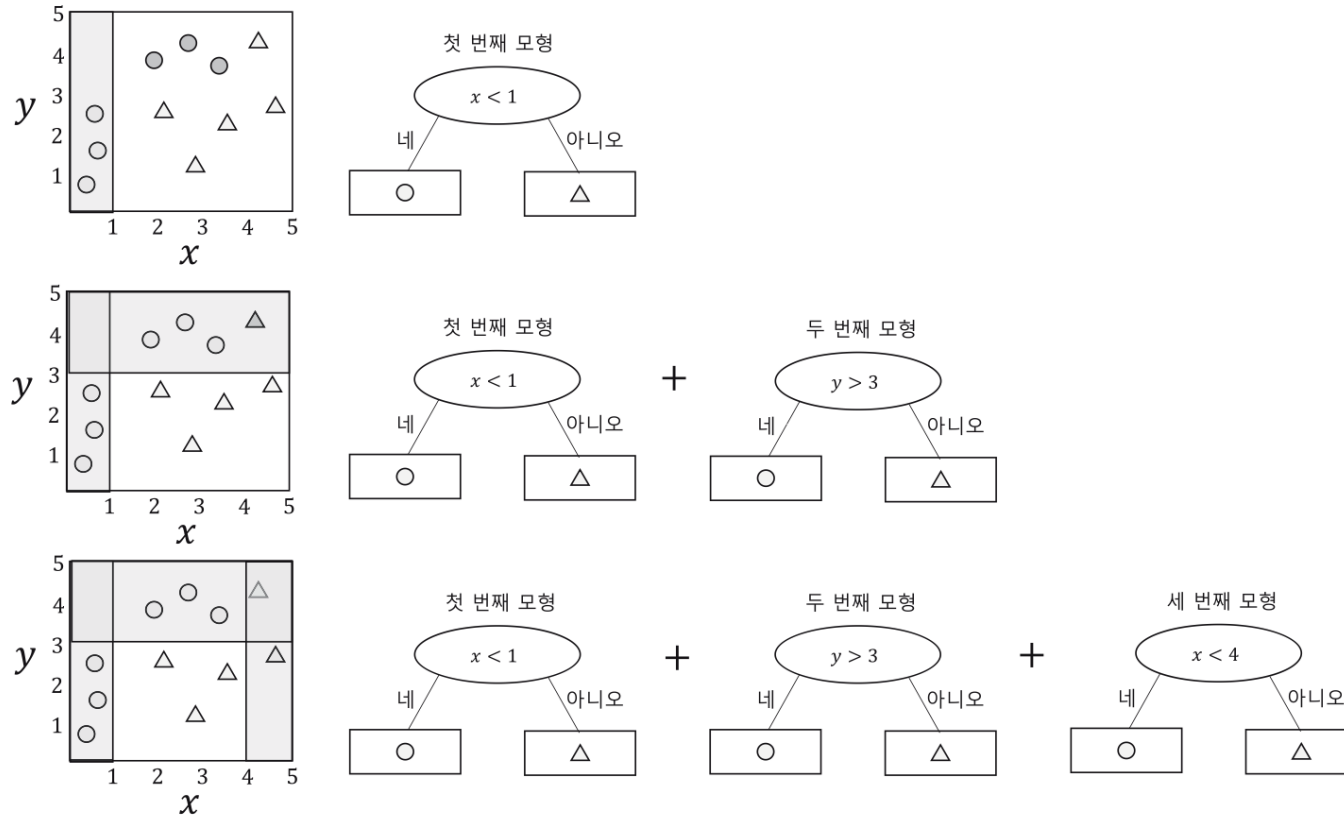 5
4
3
2
1
y
1 2 3 4 5
x
첫 번째 모형
x < 1
네 아니오
5
4
3
2
1
y
1 2 3 4 5
x
첫 번째 모형 두 번째 모형
x < 1 + y > 3
네 아니오 네 아니오
5
4
3
2
1
y
1 2 3 4 5
x
첫 번째 모형 두 번째 모형 세 번째 모형
x < 1 + y > 3 + x < 4
네 아니오 네 아니오 네 아니오